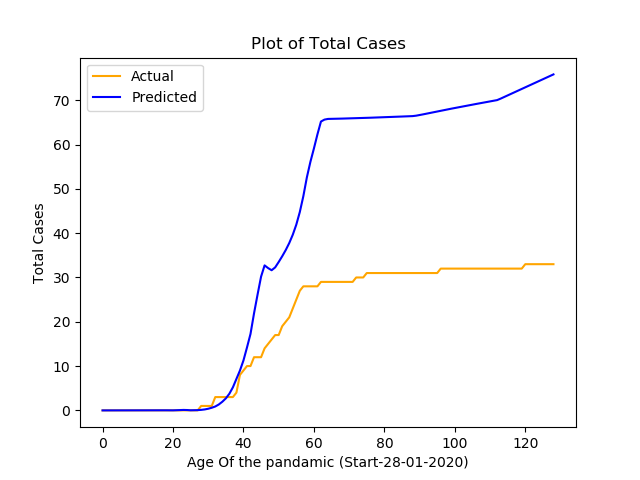 Plot of Total Cases
Actual
Predicted
70
60
50
40
30
20
10
0
Total Cases
0 20 40 60 80 100 120
Age Of the pandamic (Start-28-01-2020)